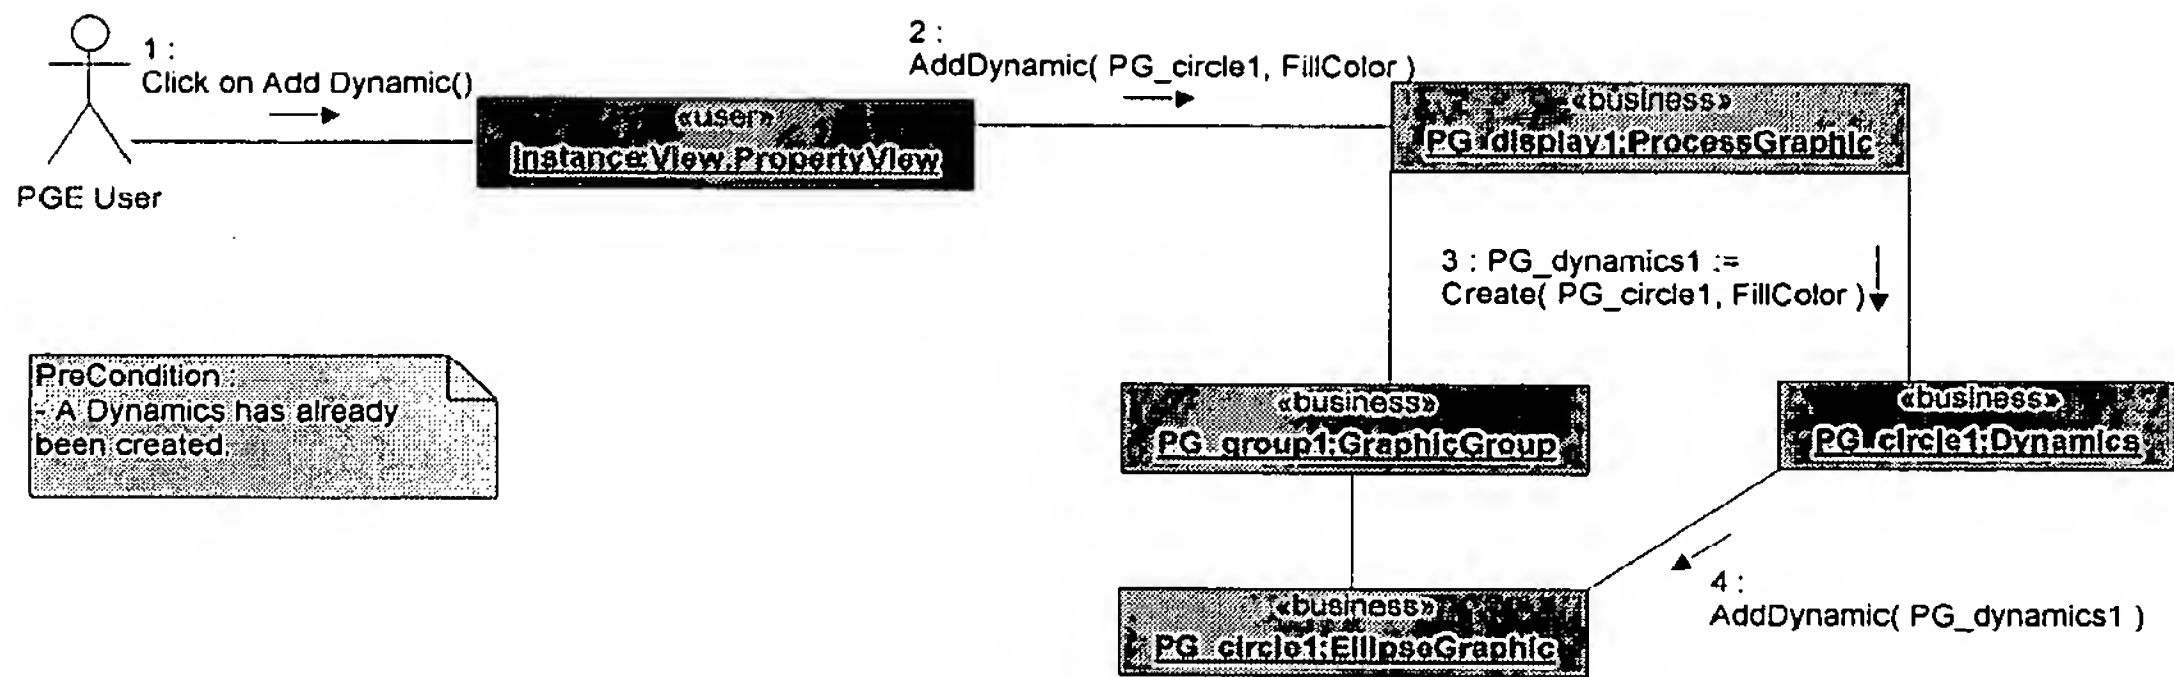 1 :
Click on Add Dynamic()
2 :
AddDynamic( PG_circle1, FillColor )
«user»
Instance:View:PropertyView
«business»
PG_display1:ProcessGraphic
PGE User
3 : PG_dynamics1 :=
Create( PG_circle1, FillColor )
PreCondition :
- A Dynamics has already
been created.
«business»
PG_group1:GraphicGroup
«business»
PG_circle1:Dynamics
«business»
PG_circle1:EllipseGraphic
4 :
AddDynamic( PG_dynamics1 )